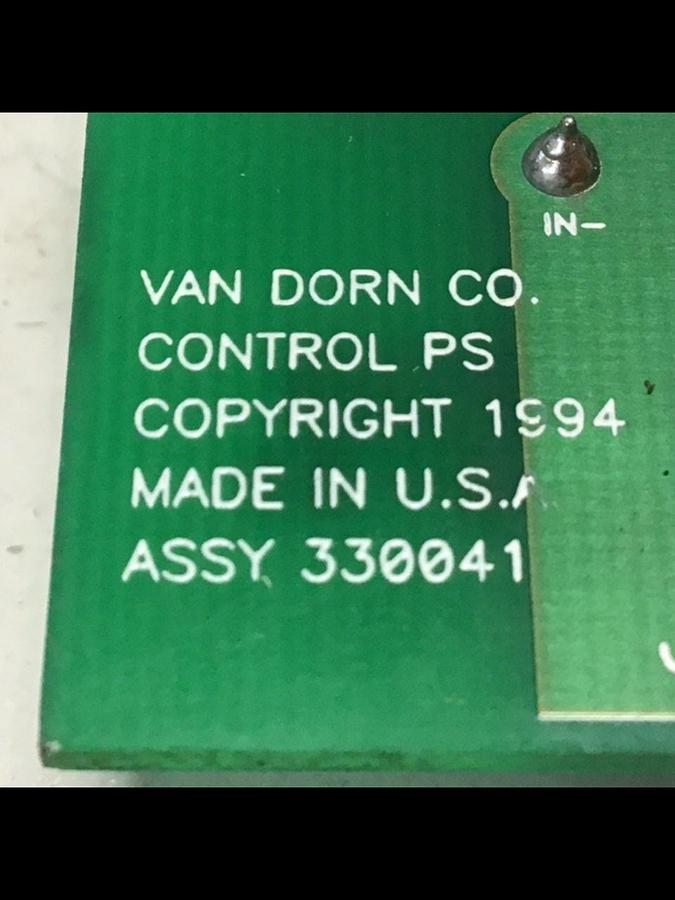 IN-
VAN DORN CO.
CONTROL PS
COPYRIGHT 1994
MADE IN U.S.A
ASSY 330041